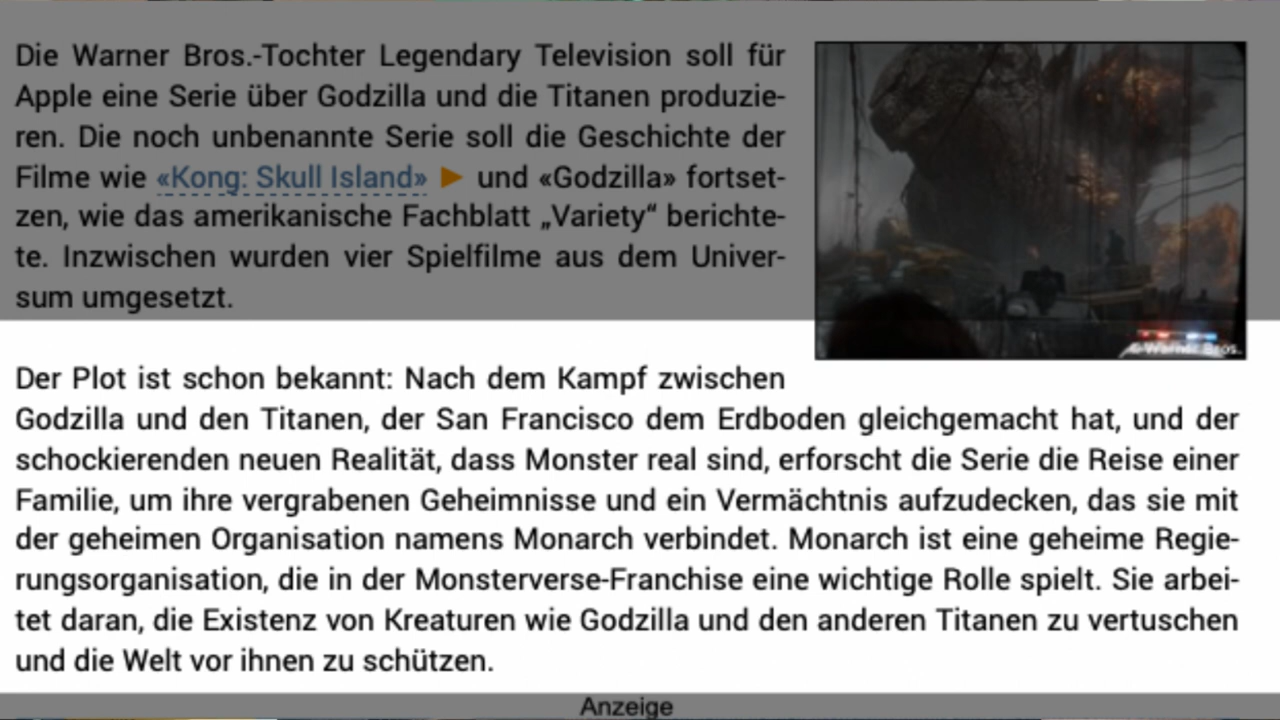 Die Warner Bros.-Tochter Legendary Television soll für
Apple eine Serie über Godzilla und die Titanen produzie-
ren. Die noch unbenannte Serie soll die Geschichte der
Filme wie «Kong: Skull Island» ► und «Godzilla» fortset-
zen, wie das amerikanische Fachblatt „Variety“ berichte-
te. Inzwischen wurden vier Spielfilme aus dem Univer-
sum umgesetzt.
© Warner Bros.
Der Plot ist schon bekannt: Nach dem Kampf zwischen
Godzilla und den Titanen, der San Francisco dem Erdboden gleichgemacht hat, und der
schockierenden neuen Realität, dass Monster real sind, erforscht die Serie die Reise einer
Familie, um ihre vergrabenen Geheimnisse und ein Vermächtnis aufzudecken, das sie mit
der geheimen Organisation namens Monarch verbindet. Monarch ist eine geheime Regie-
rungsorganisation, die in der Monsterverse-Franchise eine wichtige Rolle spielt. Sie arbei-
tet daran, die Existenz von Kreaturen wie Godzilla und den anderen Titanen zu vertuschen
und die Welt vor ihnen zu schützen.
Anzeige